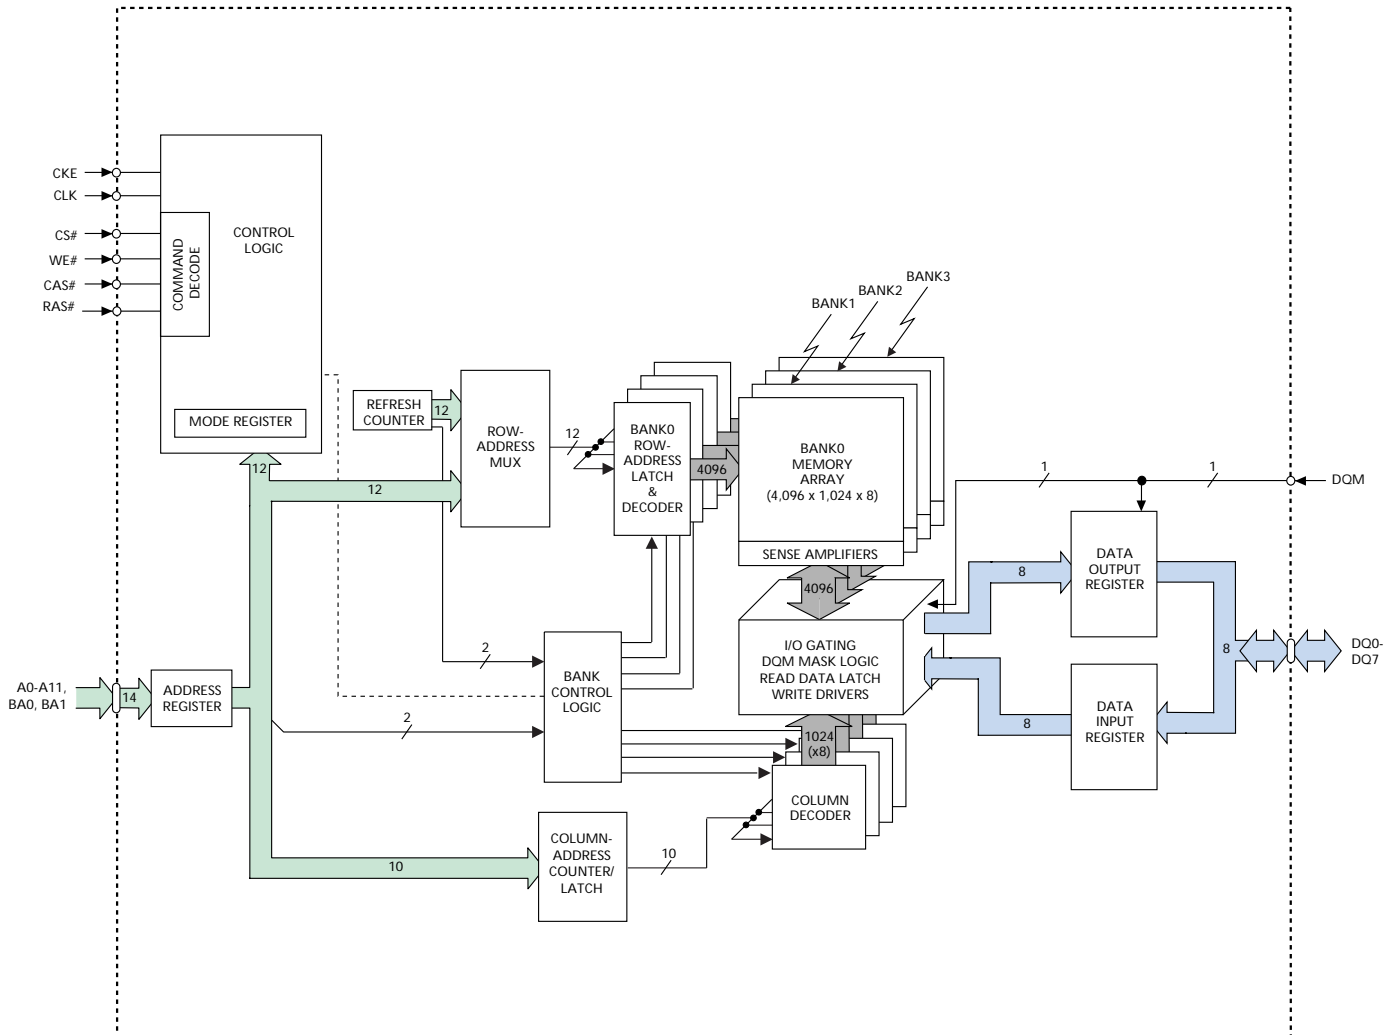 CKE
CLK
CS#
WE#
CAS#
RAS#
COMMAND
DECODE
CONTROL
LOGIC
MODE REGISTER
12
REFRESH
COUNTER
12
12
ROW-
ADDRESS
MUX
12
BANK0
ROW-
ADDRESS
LATCH
&
DECODER
4096
BANK1
BANK2
BANK3
BANK0
MEMORY
ARRAY
(4,096 x 1,024 x 8)
SENSE AMPLIFIERS
4096
I/O GATING
DQM MASK LOGIC
READ DATA LATCH
WRITE DRIVERS
1
1
DQM
DATA
OUTPUT
REGISTER
8
8
8
DATA
INPUT
REGISTER
DQ0-
DQ7
A0-A11,
BA0, BA1
14
ADDRESS
REGISTER
2
2
BANK
CONTROL
LOGIC
1024
(x8)
COLUMN
DECODER
10
COLUMN-
ADDRESS
COUNTER/
LATCH
10